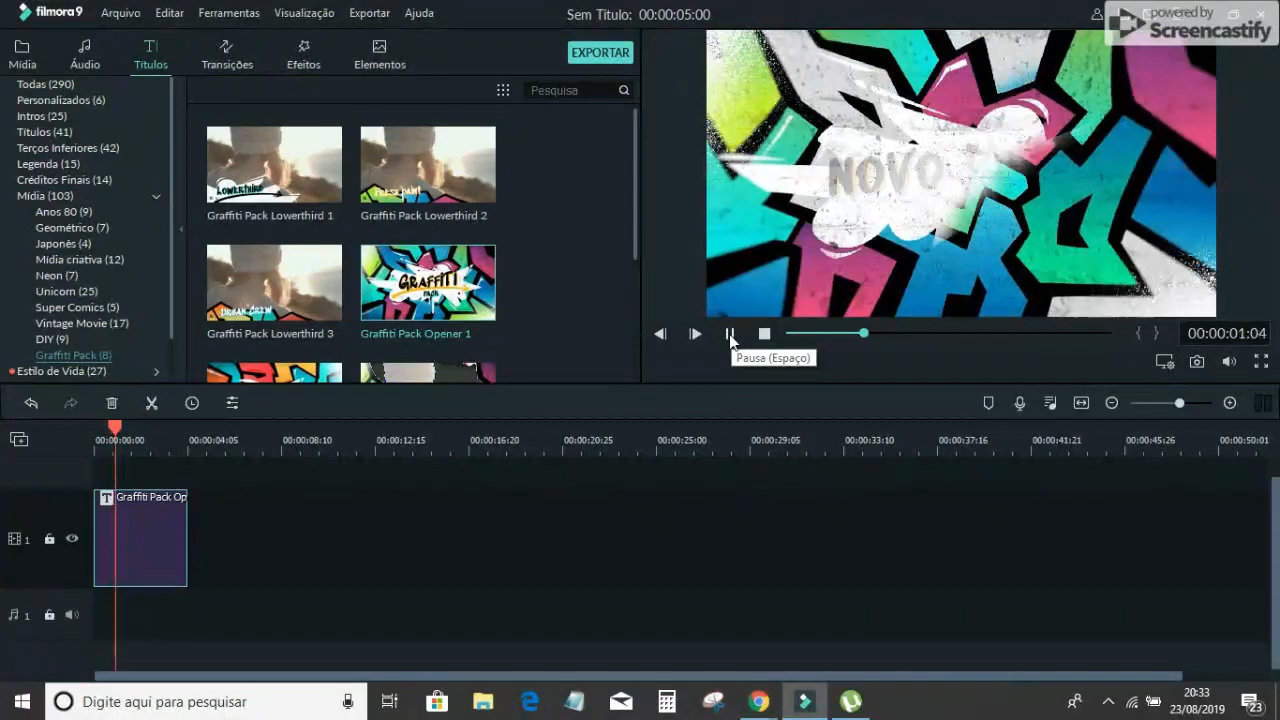 filmora9
Arquivo
Editar
Ferramentas
Visualização
Exportar
Ajuda
Sem Titulo: 00:00:05:00
powered by
Screencastify
Mídia
Áudio
Títulos
Transições
Efeitos
Elementos
EXPORTAR
Todas (290)
Personalizados (6)
Intros (25)
Títulos (41)
Terços Inferiores (42)
Legenda (15)
Créditos Finais (14)
Mídia (103)
Anos 80 (9)
Geométrico (7)
Japonês (4)
Mídia criativa (12)
Neon (7)
Unicorn (25)
Super Comics (5)
Vintage Movie (17)
DIY (9)
Graffiti Pack (8)
Estilo de Vida (27)
Pesquisa
LOWERTHIRD
FRESH PAINT
Graffiti Pack Lowerthird 1
Graffiti Pack Lowerthird 2
URBAN CREW
GRAFFITI
PACK
Graffiti Pack Lowerthird 3
Graffiti Pack Opener 1
NOVO
00:00:01:04
Pausa (Espaço)
00:00:00:00
00:00:04:05
00:00:08:10
00:00:12:15
00:00:16:20
00:00:20:25
00:00:25:00
00:00:29:05
00:00:33:10
00:00:37:16
00:00:41:21
00:00:45:26
00:00:50:01
T Graffiti Pack Op
1
1
Digite aqui para pesquisar
20:33
23/08/2019
23